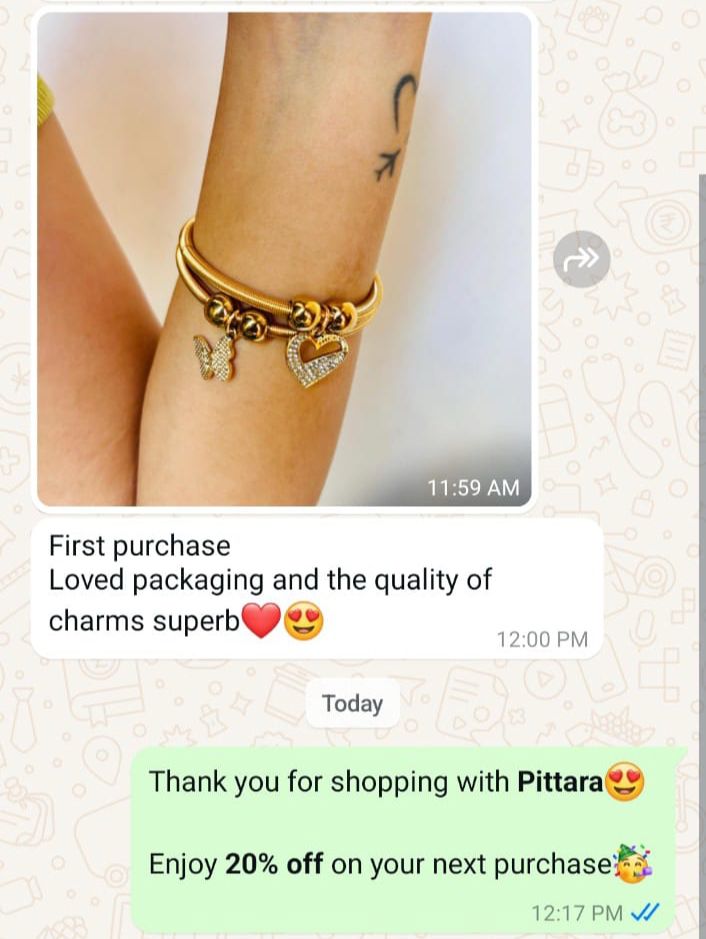 11:59 AM
First purchase
Loved packaging and the quality of
charms superb❤️😍
12:00 PM
Today
Thank you for shopping with Pittara😍
Enjoy 20% off on your next purchase🥳
12:17 PM